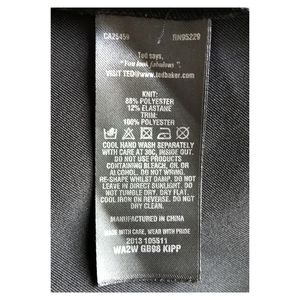 CA25459 RN95229
Ted says,
"You look fabulous".
VISIT TED@www.tedbaker.com
KNIT:
88% POLYESTER
12% ELASTANE
TRIM:
100% POLYESTER
COOL HAND WASH SEPARATELY
WITH CARE AT 30C, INSIDE OUT.
DO NOT USE PRODUCTS
CONTAINING BLEACH, OIL OR
ALCOHOL. DO NOT WRING.
RE-SHAPE WHILST DAMP. DO NOT
LEAVE IN DIRECT SUNLIGHT. DO
NOT TUMBLE DRY. DRY FLAT.
COOL IRON ON REVERSE. DO NOT
DRY CLEAN.
MANUFACTURED IN CHINA
MADE WITH CARE, WEAR WITH PRIDE
2013 105511
WA2W GB98 KIPP